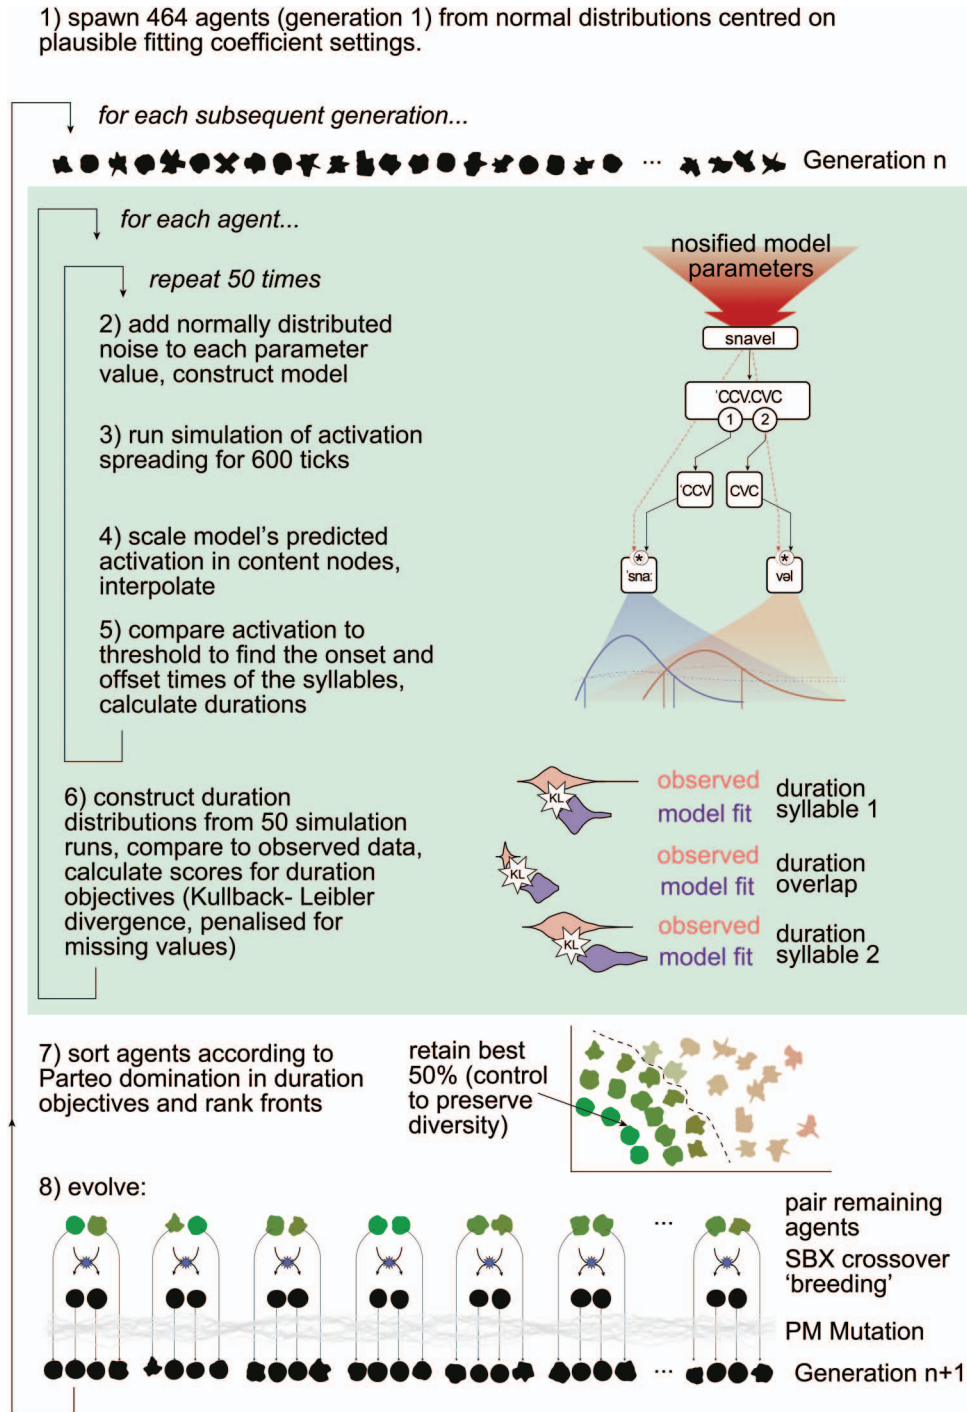 1) spawn 464 agents (generation 1) from normal distributions centred on
plausible fitting coefficient settings.
for each subsequent generation...
... Generation n
for each agent...
repeat 50 times
2) add normally distributed
noise to each parameter
value, construct model
3) run simulation of activation
spreading for 600 ticks
4) scale model's predicted
activation in content nodes,
interpolate
5) compare activation to
threshold to find the onset and
offset times of the syllables,
calculate durations
nosified model
parameters
snavel
ˈCCV.CVC
1 2
ˈCCV CVC
* *
ˈsnaː vəl
6) construct duration
distributions from 50 simulation
runs, compare to observed data,
calculate scores for duration
objectives (Kullback- Leibler
divergence, penalised for
missing values)
KL
observed
model fit
duration
syllable 1
KL
observed
model fit
duration
overlap
KL
observed
model fit
duration
syllable 2
7) sort agents according to
Parteo domination in duration
objectives and rank fronts
retain best
50% (control
to preserve
diversity)
8) evolve:
...
pair remaining
agents
SBX crossover
‘breeding’
PM Mutation
... Generation n+1